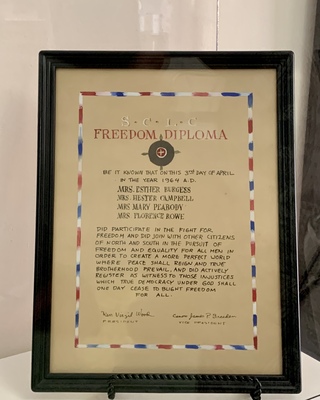 S·C·L·C
FREEDOM DIPLOMA
BE IT KNOWN THAT ON THIS 3RD DAY OF APRIL
IN THE YEAR 1964 A.D.
MRS. ESTHER BURGESS
MRS. HESTER CAMPBELL
MRS. MARY PEABODY
MRS. FLORENCE ROWE
DID PARTICIPATE IN THE FIGHT FOR
FREEDOM AND DID JOIN WITH OTHER CITIZENS
OF NORTH AND SOUTH IN THE PURSUIT OF
FREEDOM AND EQUALITY FOR ALL MEN IN
ORDER TO CREATE A MORE PERFECT WORLD
WHERE PEACE SHALL REIGN AND TRUE
BROTHERHOOD PREVAIL, AND DID ACTIVELY
REGISTER AS WITNESS TO THOSE INJUSTICES
WHICH TRUE DEMOCRACY UNDER GOD SHALL
ONE DAY CEASE TO BLIGHT FREEDOM
FOR ALL.
PRESIDENT
VICE PRESIDENT